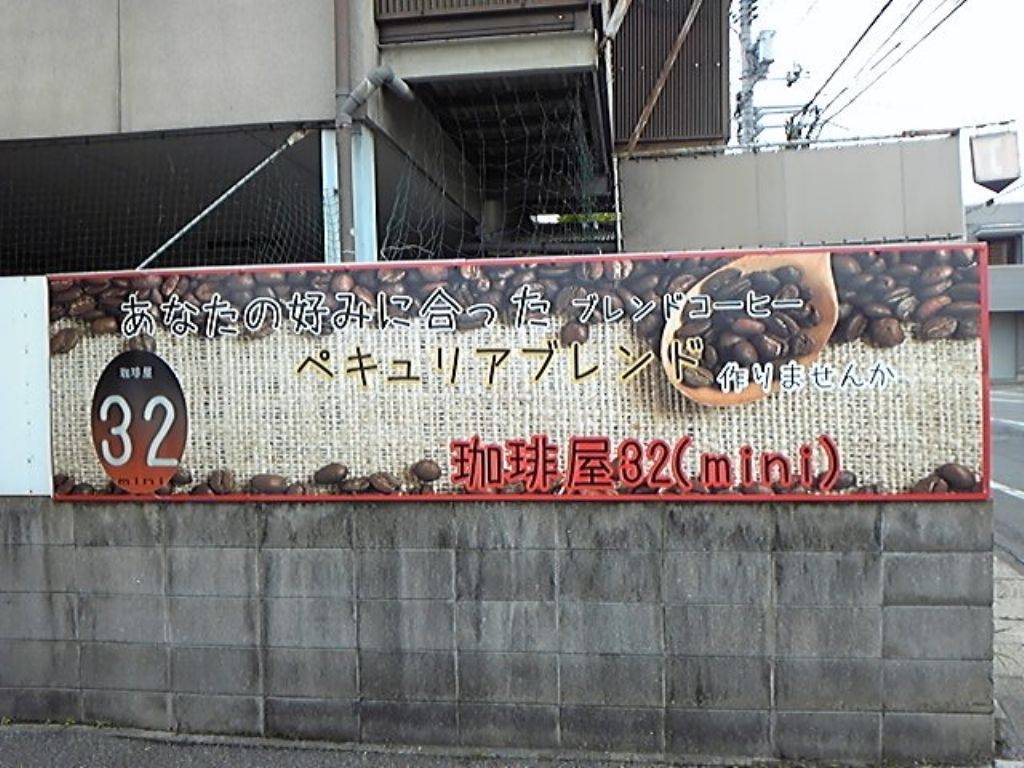 あなたの好みに合った ブレンドコーヒー
ペキュリアブレンド 作りませんか
珈琲屋
32
mini
珈琲屋32(mini)